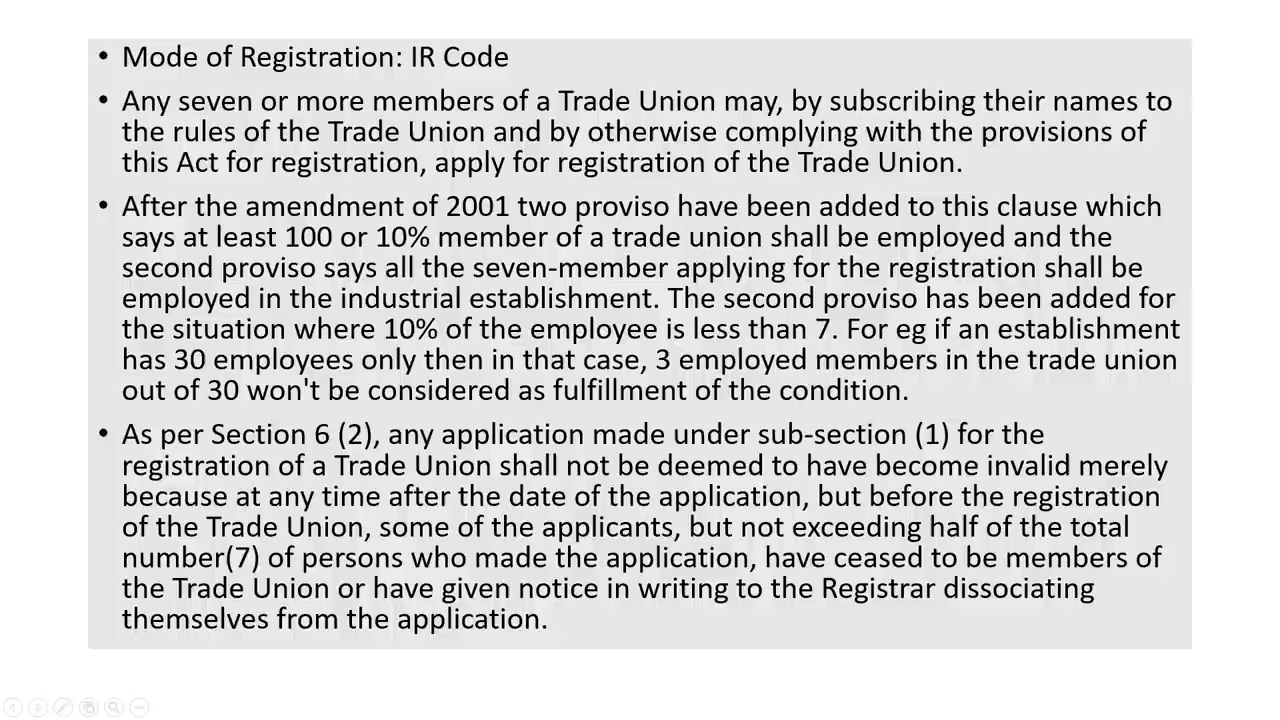 • Mode of Registration: IR Code
• Any seven or more members of a Trade Union may, by subscribing their names to
the rules of the Trade Union and by otherwise complying with the provisions of
this Act for registration, apply for registration of the Trade Union.
• After the amendment of 2001 two proviso have been added to this clause which
says at least 100 or 10% member of a trade union shall be employed and the
second proviso says all the seven-member applying for the registration shall be
employed in the industrial establishment. The second proviso has been added for
the situation where 10% of the employee is less than 7. For eg if an establishment
has 30 employees only then in that case, 3 employed members in the trade union
out of 30 won't be considered as fulfillment of the condition.
• As per Section 6 (2), any application made under sub-section (1) for the
registration of a Trade Union shall not be deemed to have become invalid merely
because at any time after the date of the application, but before the registration
of the Trade Union, some of the applicants, but not exceeding half of the total
number(7) of persons who made the application, have ceased to be members of
the Trade Union or have given notice in writing to the Registrar dissociating
themselves from the application.